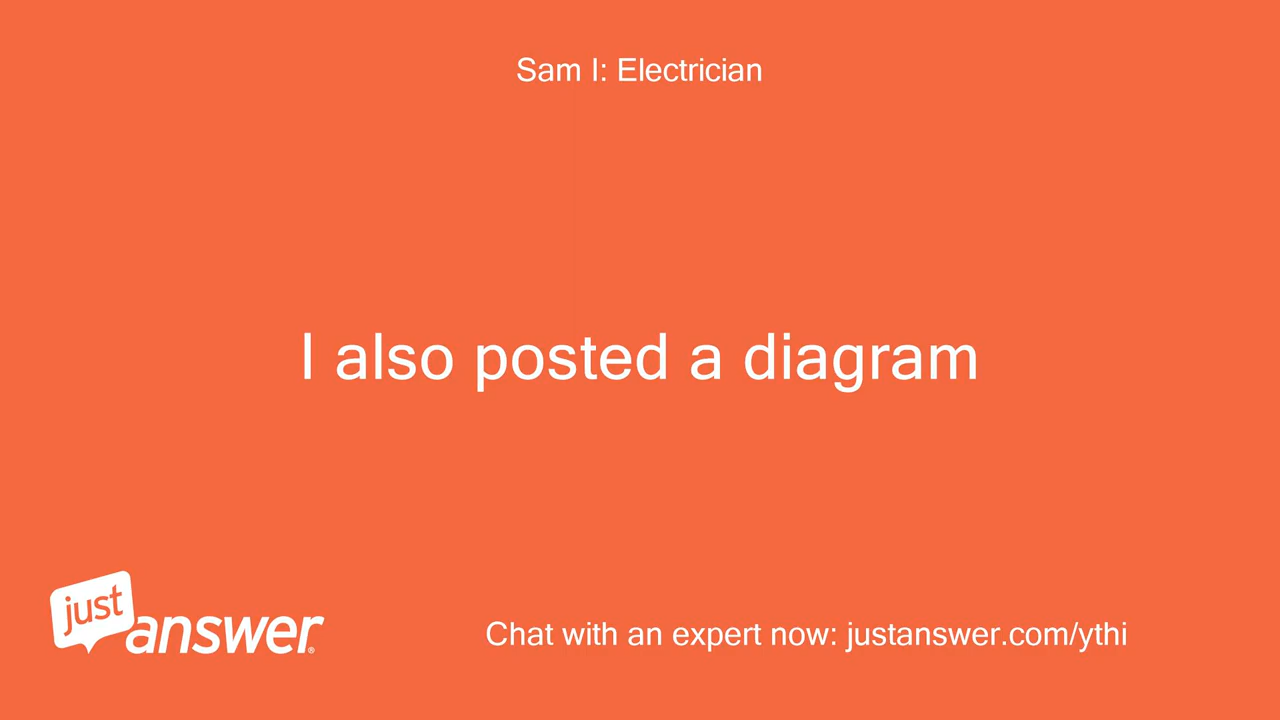 Sam I: Electrician
I also posted a diagram
just
answer®
Chat with an expert now: justanswer.com/ythi